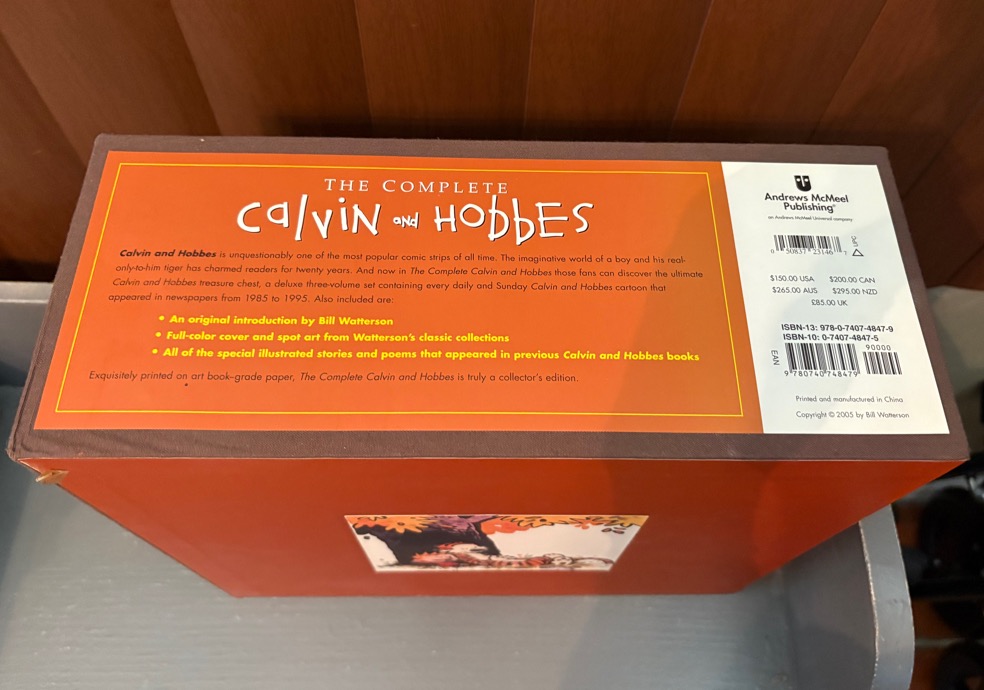 THE COMPLETE
CALVIN AND HOBBES
Calvin and Hobbes is unquestionably one of the most popular comic strips of all time. The imaginative world of a boy and his real-
only-to-him tiger has charmed readers for twenty years. And now in The Complete Calvin and Hobbes those fans can discover the ultimate
Calvin and Hobbes treasure chest, a deluxe three-volume set containing every daily and Sunday Calvin and Hobbes cartoon that
appeared in newspapers from 1985 to 1995. Also included are:
• An original introduction by Bill Watterson
• Full-color cover and spot art from Watterson's classic collections
• All of the special illustrated stories and poems that appeared in previous Calvin and Hobbes books
Exquisitely printed on art book–grade paper, The Complete Calvin and Hobbes is truly a collector's edition.
Andrews McMeel
Publishing®
an Andrews McMeel Universal company
UPC
0 50837 23146 7
$150.00 USA $200.00 CAN
$265.00 AUS $295.00 NZD
£85.00 UK
ISBN-13: 978-0-7407-4847-9
ISBN-10: 0-7407-4847-5
90000
EAN
9 780740 748479
Printed and manufactured in China
Copyright © 2005 by Bill Watterson